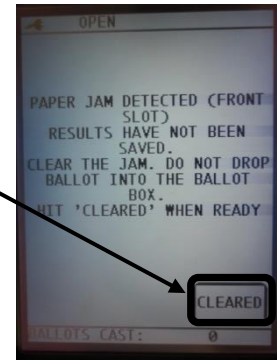 OPEN
PAPER JAM DETECTED (FRONT
SLOT)
RESULTS HAVE NOT BEEN
SAVED.
CLEAR THE JAM. DO NOT DROP
BALLOT INTO THE BALLOT
BOX.
HIT 'CLEARED' WHEN READY
CLEARED
BALLOTS CAST: 0